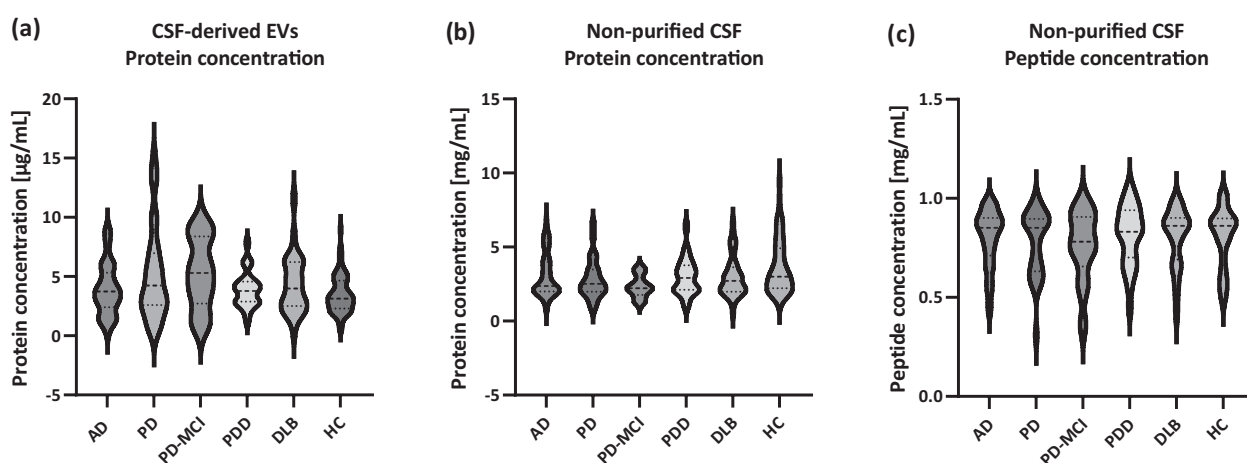 (a)
CSF-derived EVs
Protein concentration
Protein concentration [µg/mL]
20
15
10
5
0
-5
AD
PD
PD-MCI
PDD
DLB
HC
(b)
Non-purified CSF
Protein concentration
Protein concentration [mg/mL]
15
10
5
0
-5
AD
PD
PD-MCI
PDD
DLB
HC
(c)
Non-purified CSF
Peptide concentration
Peptide concentration [mg/mL]
1.5
1.0
0.5
0.0
AD
PD
PD-MCI
PDD
DLB
HC